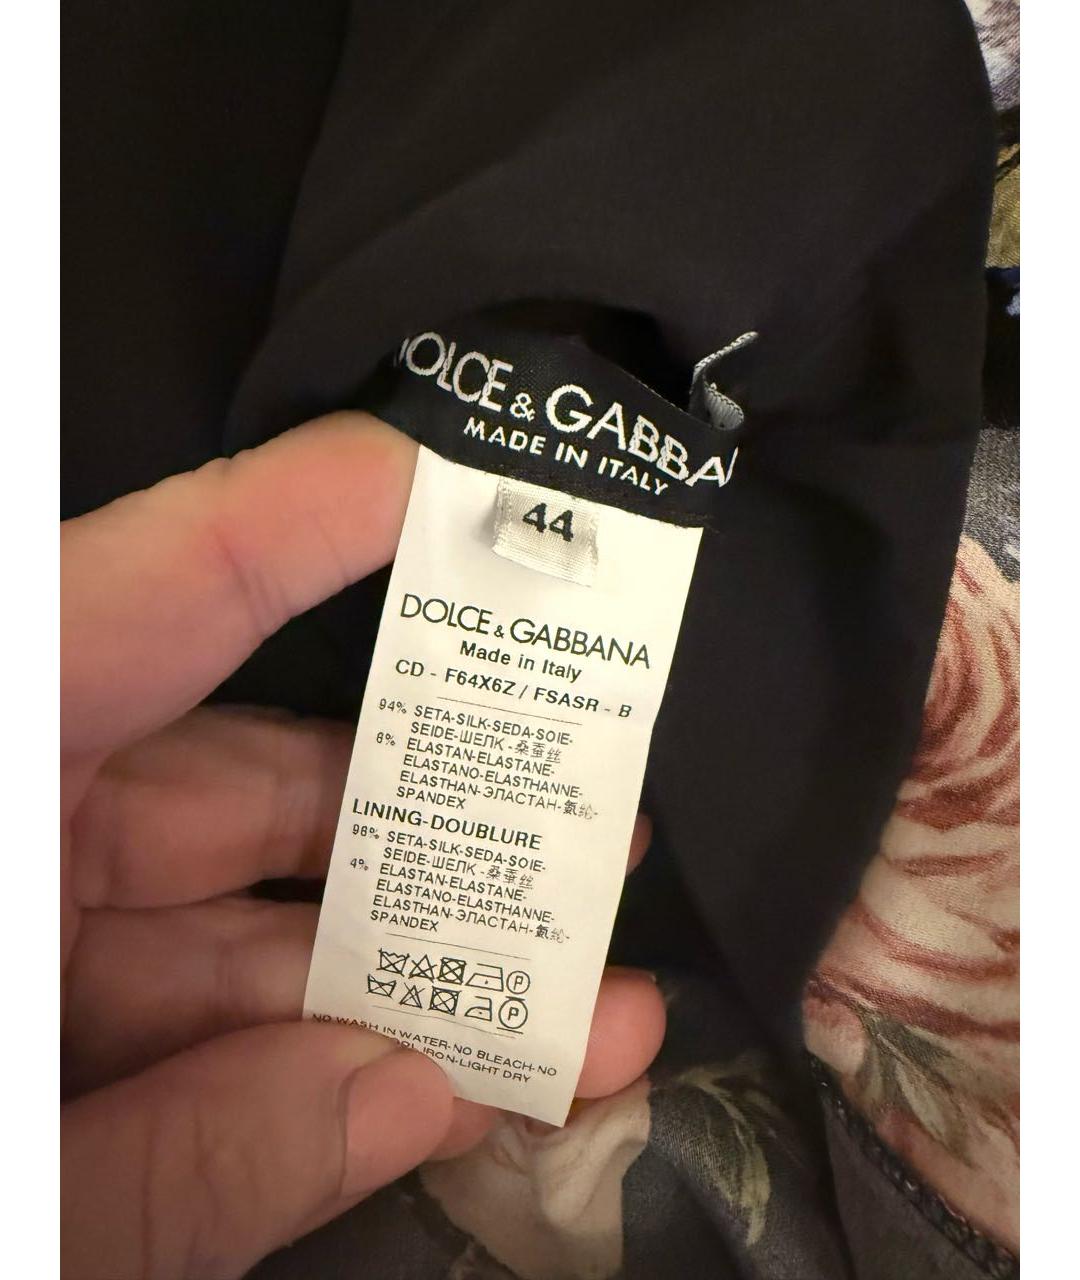 DOLCE & GABBANA
MADE IN ITALY
44
DOLCE & GABBANA
Made in Italy
CD - F64X6Z / FSASR - B
94% SETA-SILK-SEDA-SOIE-
SEIDE-ШЕЛК-桑蚕丝
6% ELASTAN-ELASTANE-
ELASTANO-ELASTHANNE-
ELASTHAN-ЭЛАСТАН-氨纶-
SPANDEX
LINING-DOUBLURE
96% SETA-SILK-SEDA-SOIE-
SEIDE-ШЕЛК-桑蚕丝
4% ELASTAN-ELASTANE-
ELASTANO-ELASTHANNE-
ELASTHAN-ЭЛАСТАН-氨纶-
SPANDEX
P
P
NO WASH IN WATER-NO BLEACH-NO
IRON-LIGHT DRY